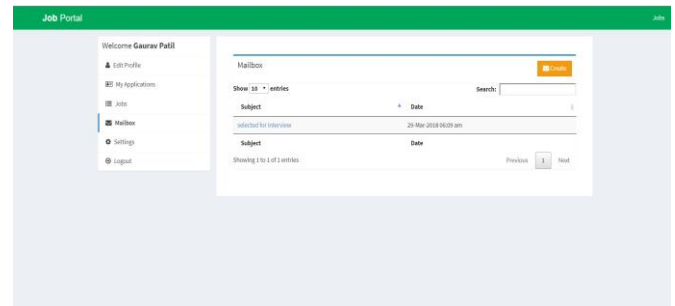 Job Portal
Jobs
Welcome Gaurav Patil
Edit Profile
My Applications
Jobs
Mailbox
Settings
Logout
Mailbox
Create
Show 10 entries
Search:
Subject Date
selected for interview 29-Mar-2018 06:09 am
Subject Date
Showing 1 to 1 of 1 entries
Previous 1 Next